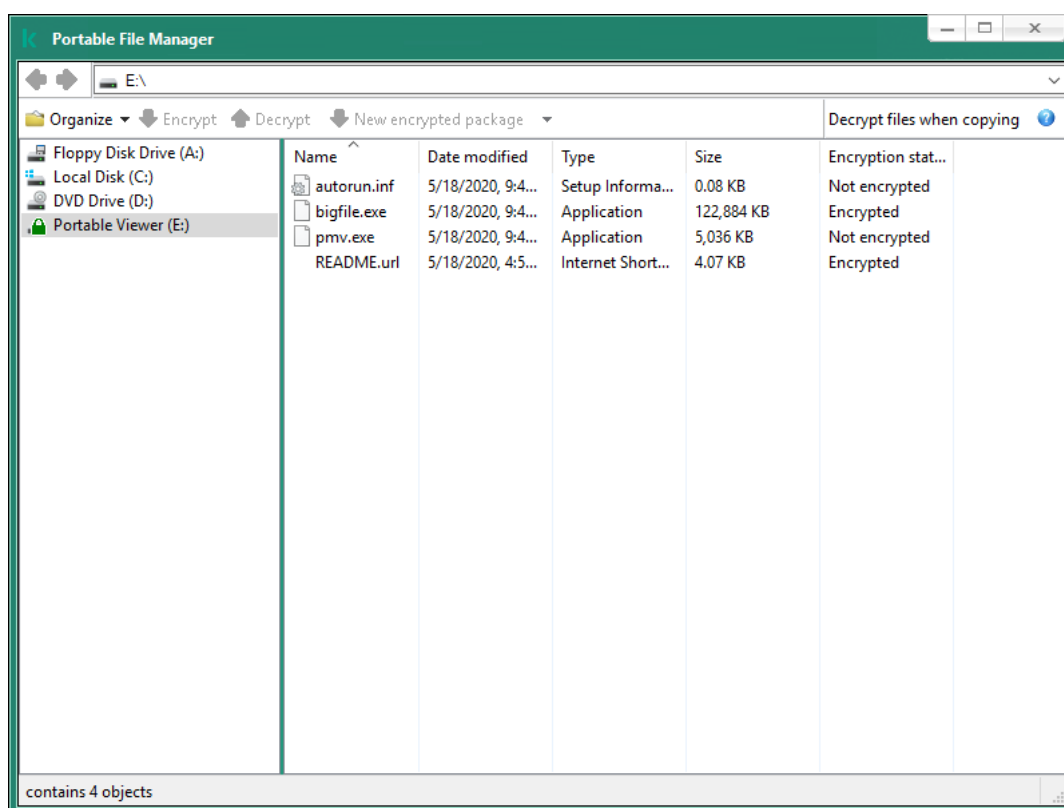 Portable File Manager
E:\
Organize Encrypt Decrypt New encrypted package Decrypt files when copying
Floppy Disk Drive (A:)
Local Disk (C:)
DVD Drive (D:)
Portable Viewer (E:)
Name Date modified Type Size Encryption stat...
autorun.inf 5/18/2020, 9:4... Setup Informa... 0.08 KB Not encrypted
bigfile.exe 5/18/2020, 9:4... Application 122,884 KB Encrypted
pmv.exe 5/18/2020, 9:4... Application 5,036 KB Not encrypted
README.url 5/18/2020, 4:5... Internet Short... 4.07 KB Encrypted
contains 4 objects